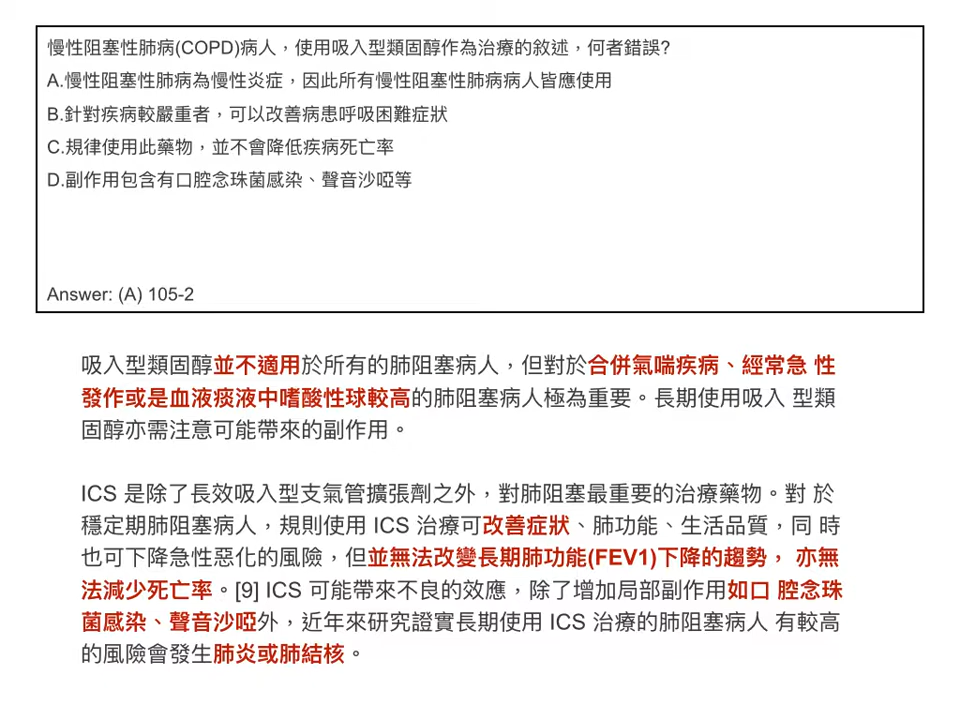 慢性阻塞性肺病(COPD)病人，使用吸入型類固醇作為治療的敘述，何者錯誤?
A.慢性阻塞性肺病為慢性炎症，因此所有慢性阻塞性肺病病人皆應使用
B.針對疾病較嚴重者，可以改善病患呼吸困難症狀
C.規律使用此藥物，並不會降低疾病死亡率
D.副作用包含有口腔念珠菌感染、聲音沙啞等
Answer: (A) 105-2
吸入型類固醇並不適用於所有的肺阻塞病人，但對於合併氣喘疾病、經常急 性
發作或是血液痰液中嗜酸性球較高的肺阻塞病人極為重要。長期使用吸入 型類
固醇亦需注意可能帶來的副作用。
ICS 是除了長效吸入型支氣管擴張劑之外，對肺阻塞最重要的治療藥物。對 於
穩定期肺阻塞病人，規則使用 ICS 治療可改善症狀、肺功能、生活品質，同 時
也可下降急性惡化的風險，但並無法改變長期肺功能(FEV1)下降的趨勢， 亦無
法減少死亡率。[9] ICS 可能帶來不良的效應，除了增加局部副作用如口 腔念珠
菌感染、聲音沙啞外，近年來研究證實長期使用 ICS 治療的肺阻塞病人 有較高
的風險會發生肺炎或肺結核。